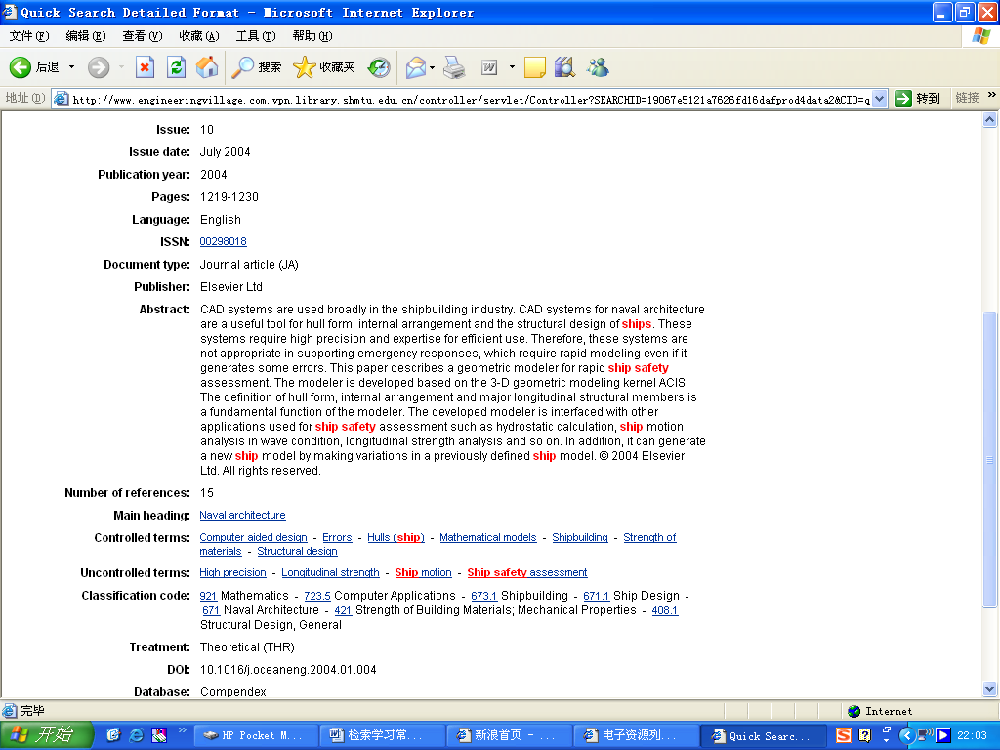 Quick Search Detailed Format - Microsoft Internet Explorer
文件(F) 编辑(E) 查看(V) 收藏(A) 工具(T) 帮助(H)
后退 搜索 收藏夹
地址(D) http://www.engineeringvillage.com.vpn.library.shmtu.edu.cn/controller/servlet/Controller?SEARCHID=19067e5121a7626fd16dafprod4data2&CID=q 转到 链接 »
Issue: 10
Issue date: July 2004
Publication year: 2004
Pages: 1219-1230
Language: English
ISSN: 00298018
Document type: Journal article (JA)
Publisher: Elsevier Ltd
Abstract: CAD systems are used broadly in the shipbuilding industry. CAD systems for naval architecture
are a useful tool for hull form, internal arrangement and the structural design of ships. These
systems require high precision and expertise for efficient use. Therefore, these systems are
not appropriate in supporting emergency responses, which require rapid modeling even if it
generates some errors. This paper describes a geometric modeler for rapid ship safety
assessment. The modeler is developed based on the 3-D geometric modeling kernel ACIS.
The definition of hull form, internal arrangement and major longitudinal structural members is
a fundamental function of the modeler. The developed modeler is interfaced with other
applications used for ship safety assessment such as hydrostatic calculation, ship motion
analysis in wave condition, longitudinal strength analysis and so on. In addition, it can generate
a new ship model by making variations in a previously defined ship model. © 2004 Elsevier
Ltd. All rights reserved.
Number of references: 15
Main heading: Naval architecture
Controlled terms: Computer aided design - Errors - Hulls (ship) - Mathematical models - Shipbuilding - Strength of
materials - Structural design
Uncontrolled terms: High precision - Longitudinal strength - Ship motion - Ship safety assessment
Classification code: 921 Mathematics - 723.5 Computer Applications - 673.1 Shipbuilding - 671.1 Ship Design -
671 Naval Architecture - 421 Strength of Building Materials; Mechanical Properties - 408.1
Structural Design, General
Treatment: Theoretical (THR)
DOI: 10.1016/j.oceaneng.2004.01.004
Database: Compendex
完毕 Internet
开始 » HP Pocket M... 检索学习常... 新浪首页 - ... 电子资源列... Quick Searc... 22:03